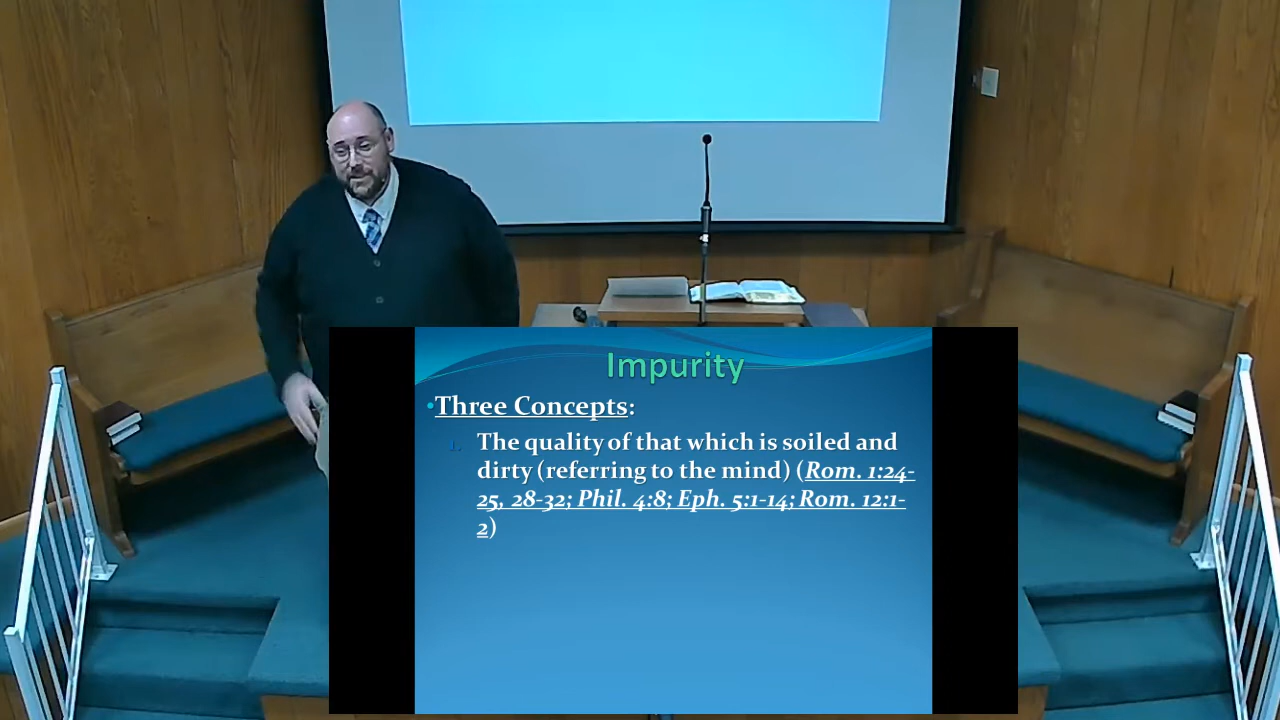 Impurity
•Three Concepts:
1. The quality of that which is soiled and
dirty (referring to the mind) (Rom. 1:24-
25, 28-32; Phil. 4:8; Eph. 5:1-14; Rom. 12:1-
2)